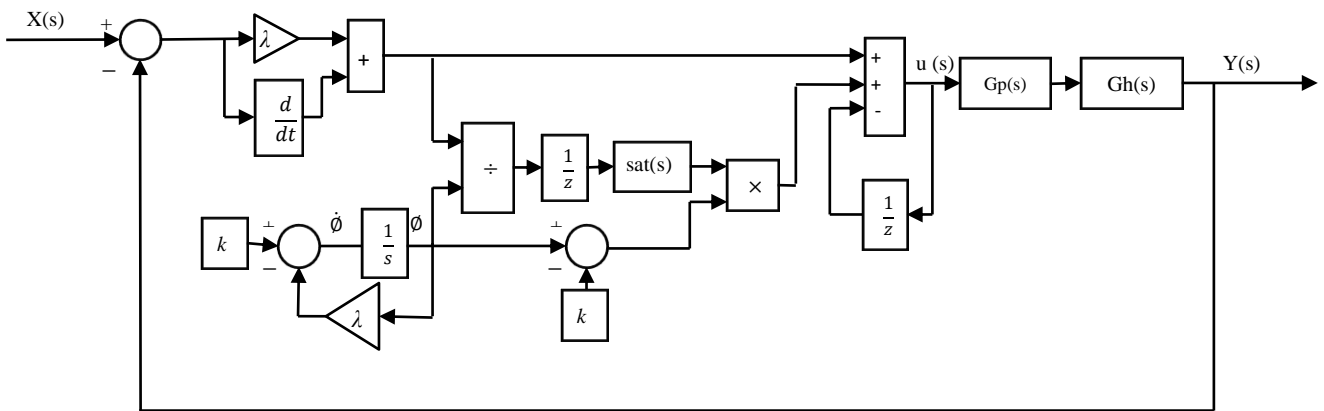 X(s)
+
−
λ
d
dt
+
+
+
-
u (s)
Gp(s)
Gh(s)
Y(s)
÷
1
z
sat(s)
×
1
z
k
+
−
ϕ̇
1
s
∅
λ
+
−
k